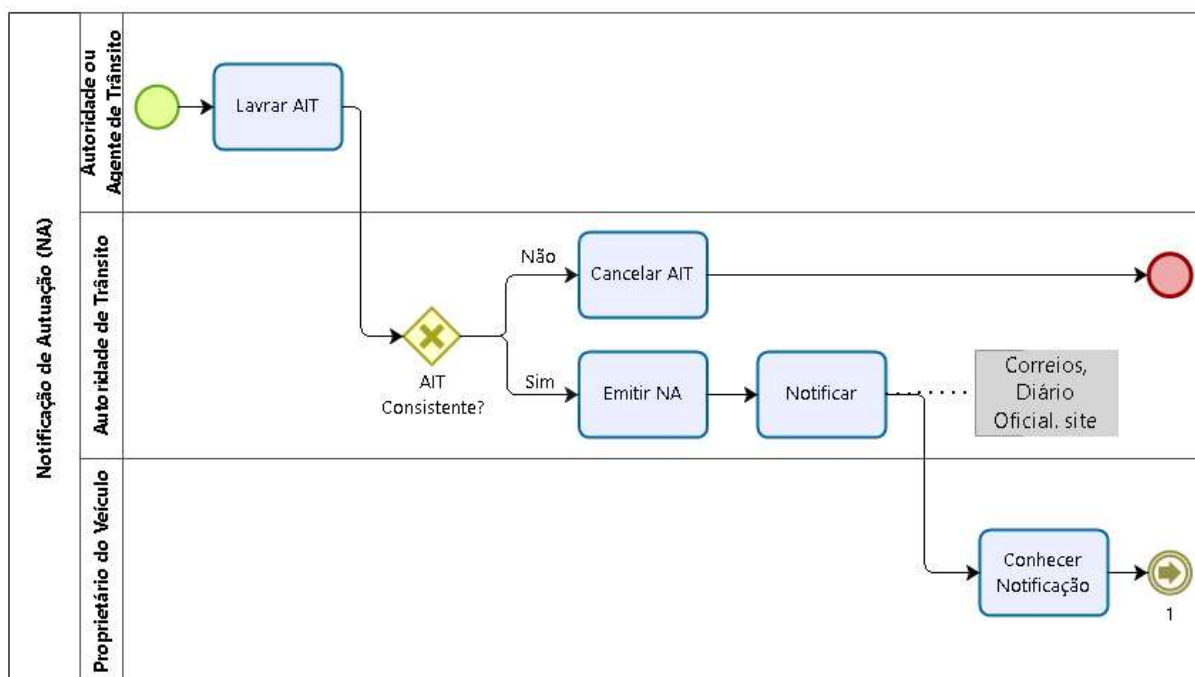 Notificação de Autuação (NA)
Autoridade ou
Agente de Trânsito
Lavrar AIT
Autoridade de Trânsito
AIT
Consistente?
Não
Cancelar AIT
Sim
Emitir NA
Notificar
Correios,
Diário
Oficial. site
Proprietário do Veículo
Conhecer
Notificação
1